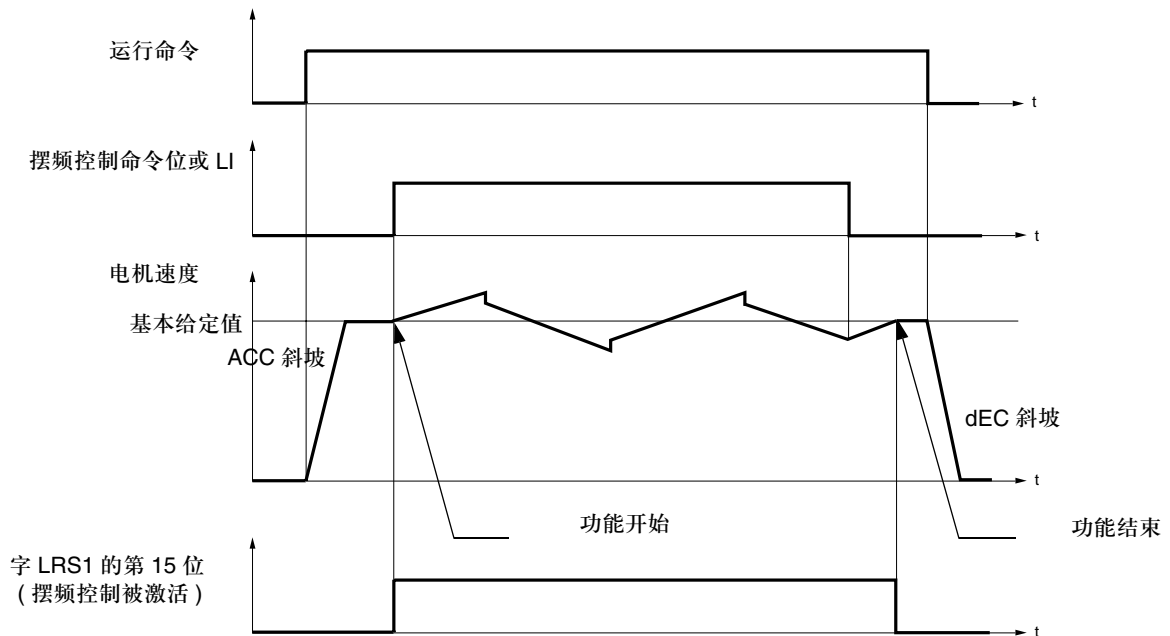 运行命令
t
摆频控制命令位或 LI
t
电机速度
基本给定值
ACC 斜坡
dEC 斜坡
t
功能开始
功能结束
字 LRS1 的第 15 位
( 摆频控制被激活 )
t